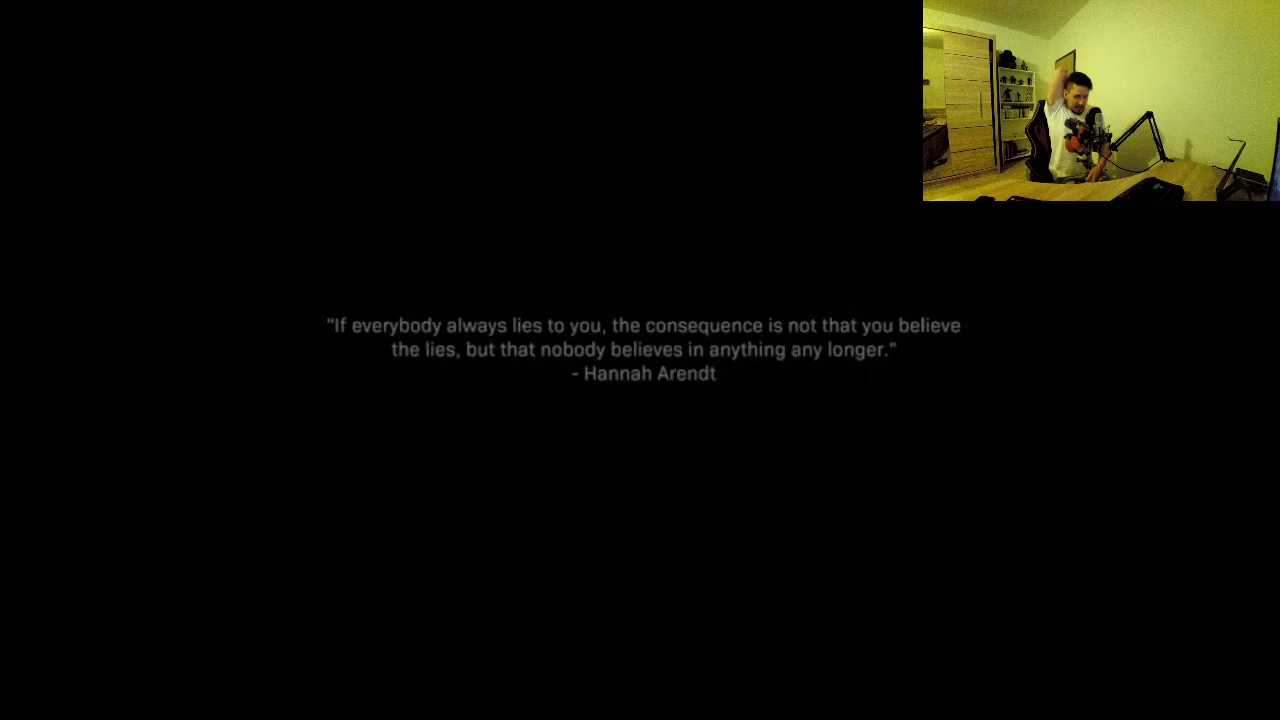 "If everybody always lies to you, the consequence is not that you believe
the lies, but that nobody believes in anything any longer."
- Hannah Arendt